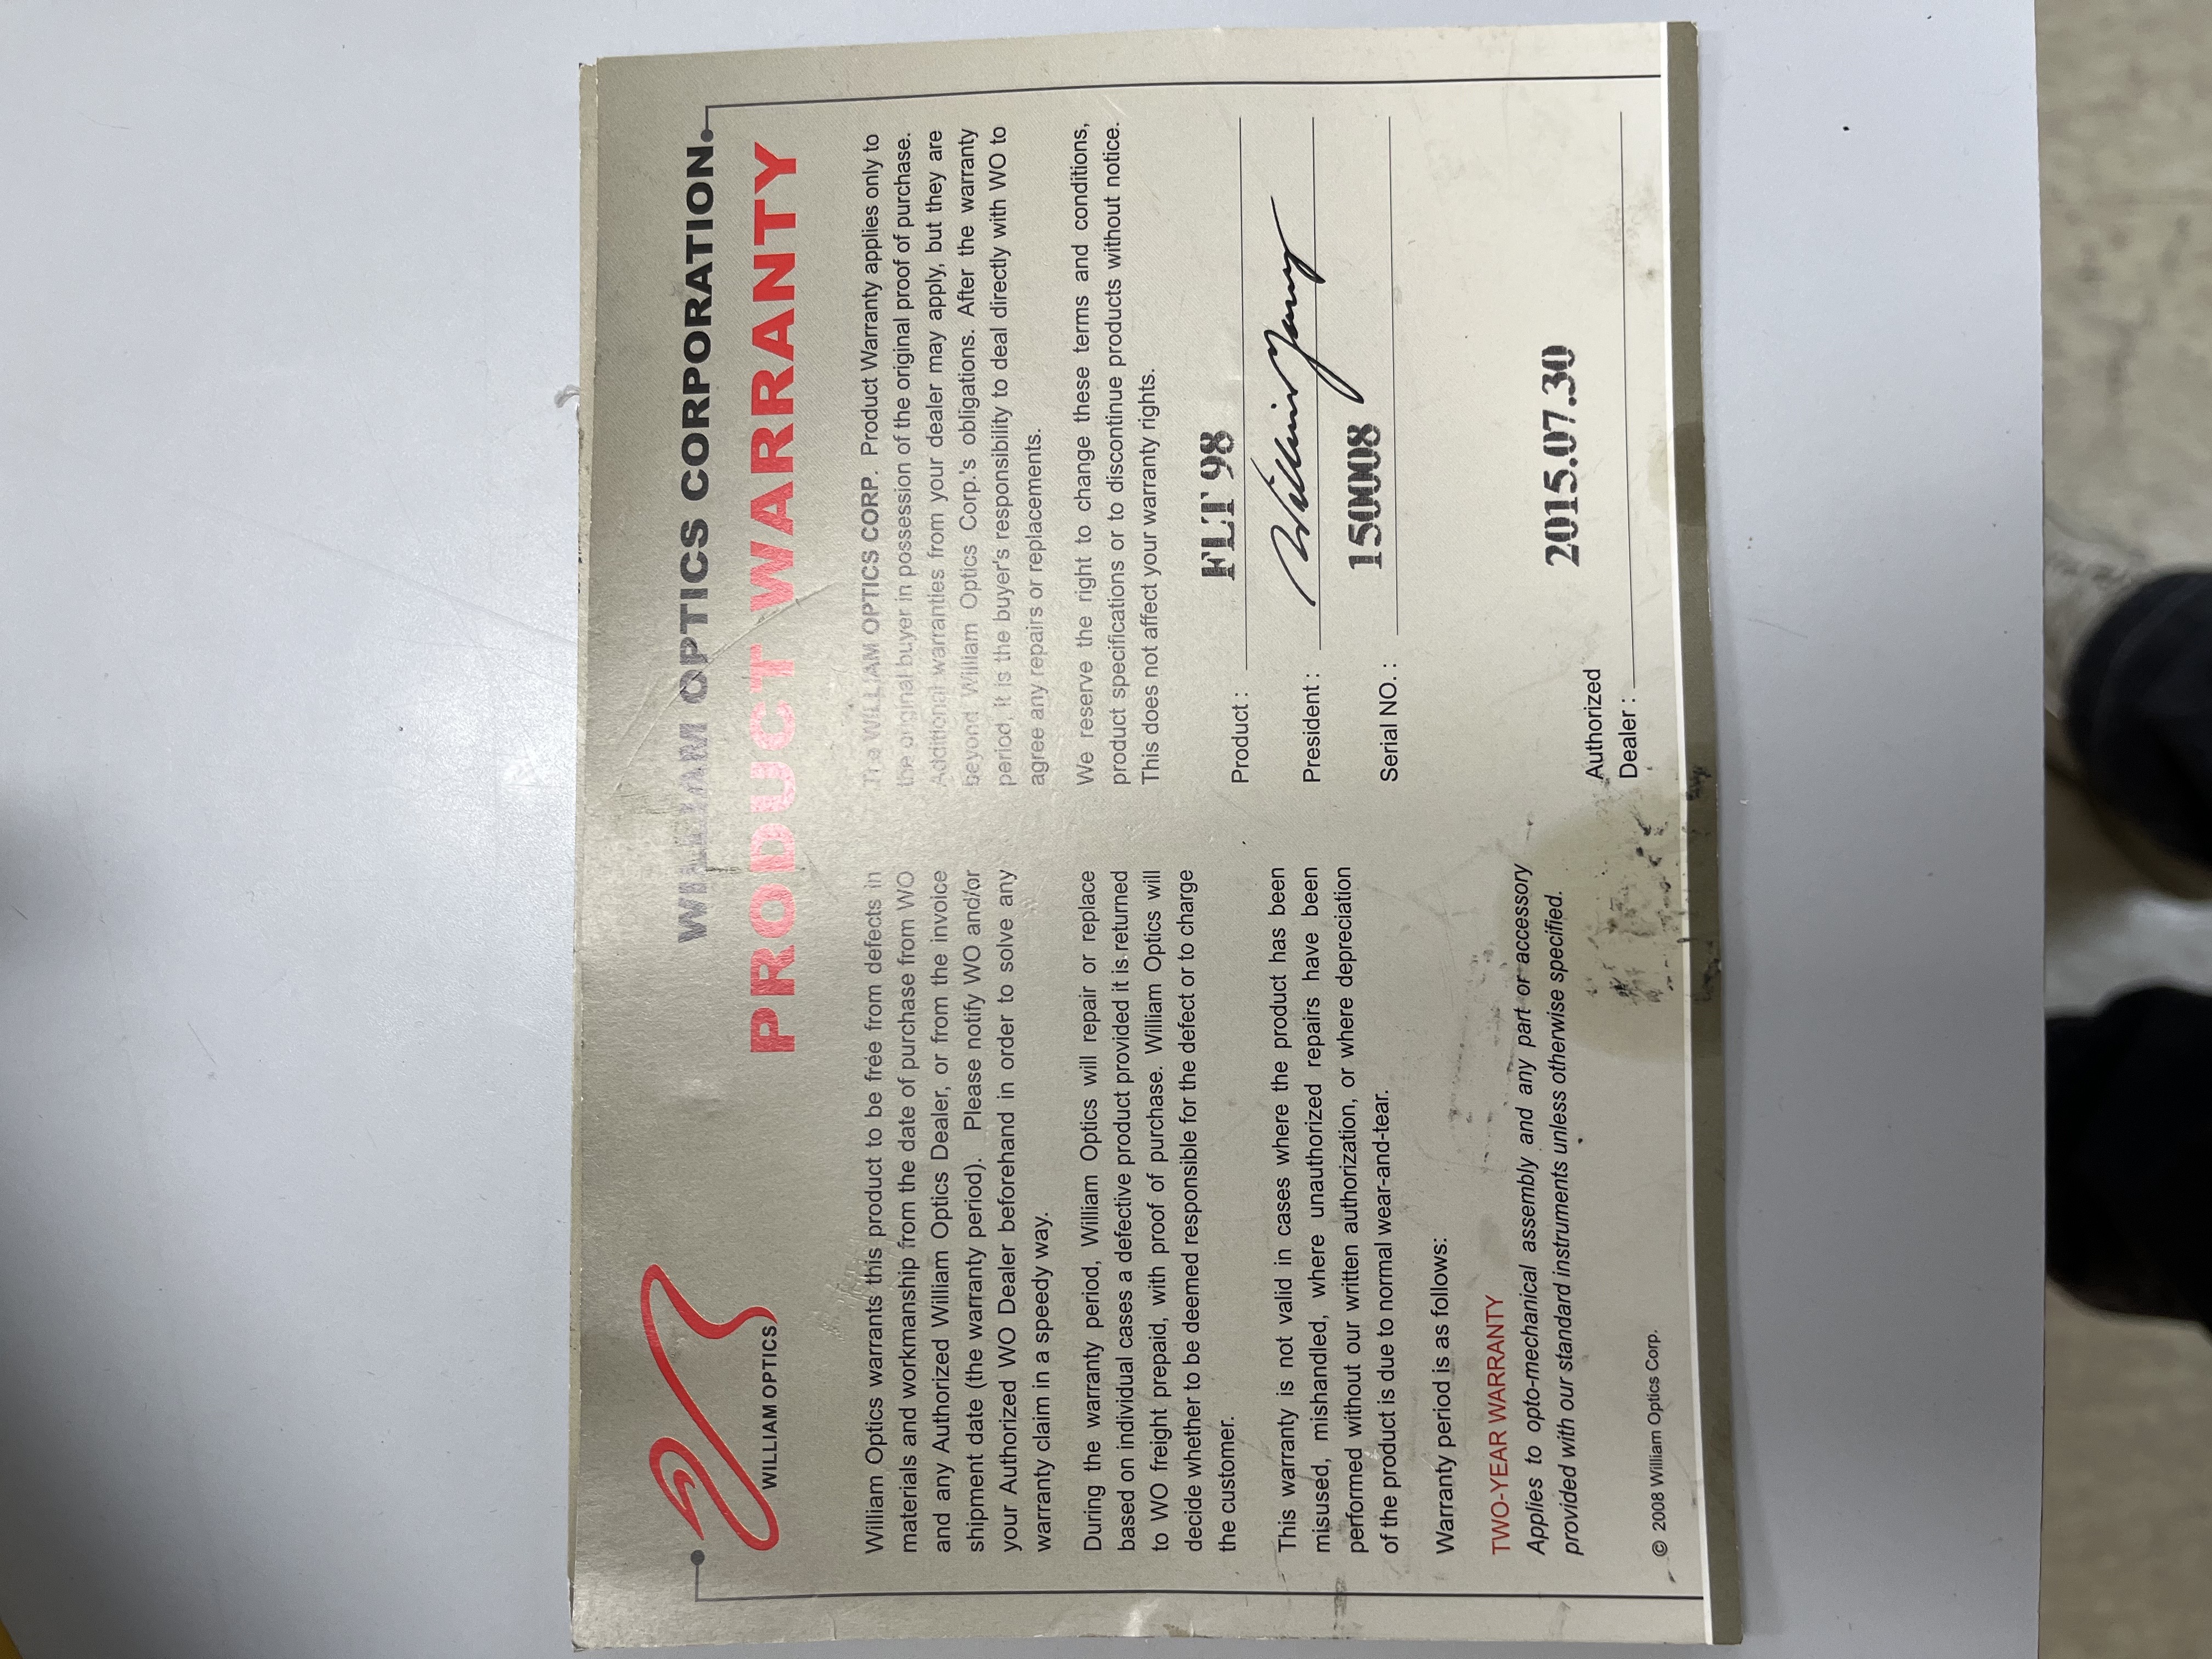 WILLIAM OPTICS
WILLIAM OPTICS CORPORATION.
PRODUCT WARRANTY
William Optics warrants this product to be free from defects in
materials and workmanship from the date of purchase from WO
and any Authorized William Optics Dealer, or from the invoice
shipment date (the warranty period). Please notify WO and/or
your Authorized WO Dealer beforehand in order to solve any
warranty claim in a speedy way.
During the warranty period, William Optics will repair or replace
based on individual cases a defective product provided it is returned
to WO freight prepaid, with proof of purchase. William Optics will
decide whether to be deemed responsible for the defect or to charge
the customer.
This warranty is not valid in cases where the product has been
misused, mishandled, where unauthorized repairs have been
performed without our written authorization, or where depreciation
of the product is due to normal wear-and-tear.
Warranty period is as follows:
TWO-YEAR WARRANTY
Applies to opto-mechanical assembly and any part or accessory
provided with our standard instruments unless otherwise specified.
© 2008 William Optics Corp.
The WILLIAM OPTICS CORP. Product Warranty applies only to
the original buyer in possession of the original proof of purchase.
Additional warranties from your dealer may apply, but they are
beyond William Optics Corp.'s obligations. After the warranty
period, it is the buyer's responsibility to deal directly with WO to
agree any repairs or replacements.
We reserve the right to change these terms and conditions,
product specifications or to discontinue products without notice.
This does not affect your warranty rights.
Product : FLT 98
President : William Yang
Serial NO. : 150008
2015.07.30
Authorized
Dealer :